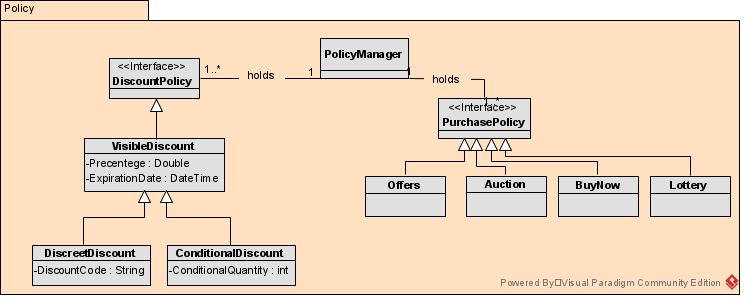 Policy
PolicyManager
<<Interface>>
DiscountPolicy
1..*
holds
1
1
holds
1..*
<<Interface>>
PurchasePolicy
VisibleDiscount
-Precentege : Double
-ExpirationDate : DateTime
Offers
Auction
BuyNow
Lottery
DiscreetDiscount
-DiscountCode : String
ConditionalDiscount
-ConditionalQuantity : int
Powered By Visual Paradigm Community Edition